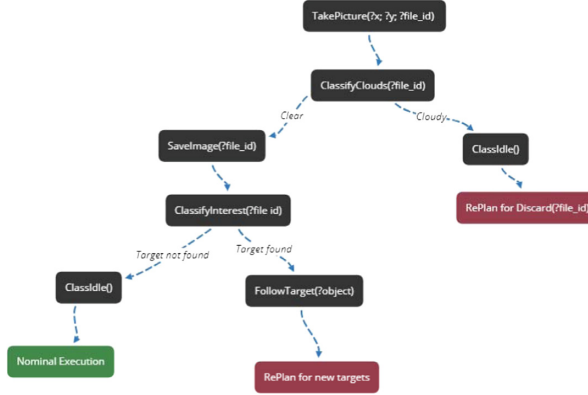 TakePicture(?x; ?y; ?file_id)
ClassifyClouds(?file_id)
Clear
Cloudy
SaveImage(?file_id)
ClassIdle()
ClassifyInterest(?file id)
RePlan for Discard(?file_id)
Target not found
Target found
ClassIdle()
FollowTarget(?object)
Nominal Execution
RePlan for new targets